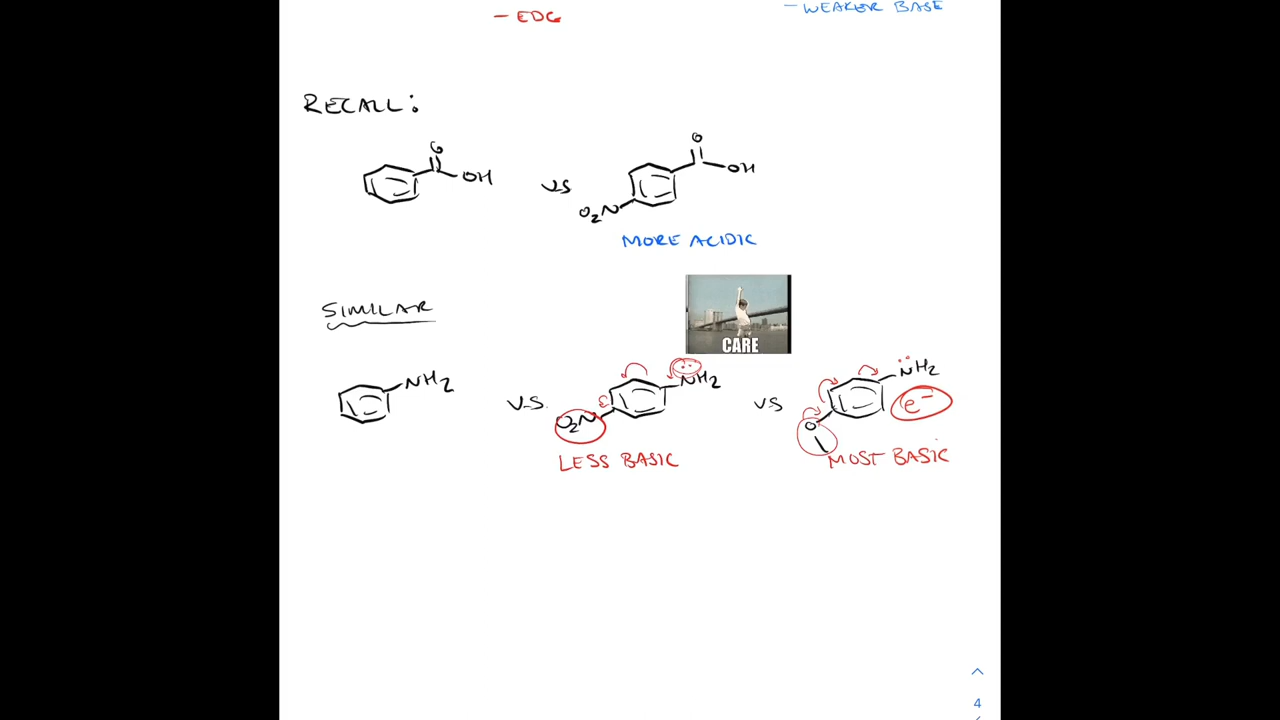 - EDG
- WEAKER BASE
RECALL:
O
OH
VS
O
OH
O2N
MORE ACIDIC
SIMILAR
CARE
NH2
VS.
NH2
O2N
LESS BASIC
VS
NH2
e-
O
MOST BASIC
4